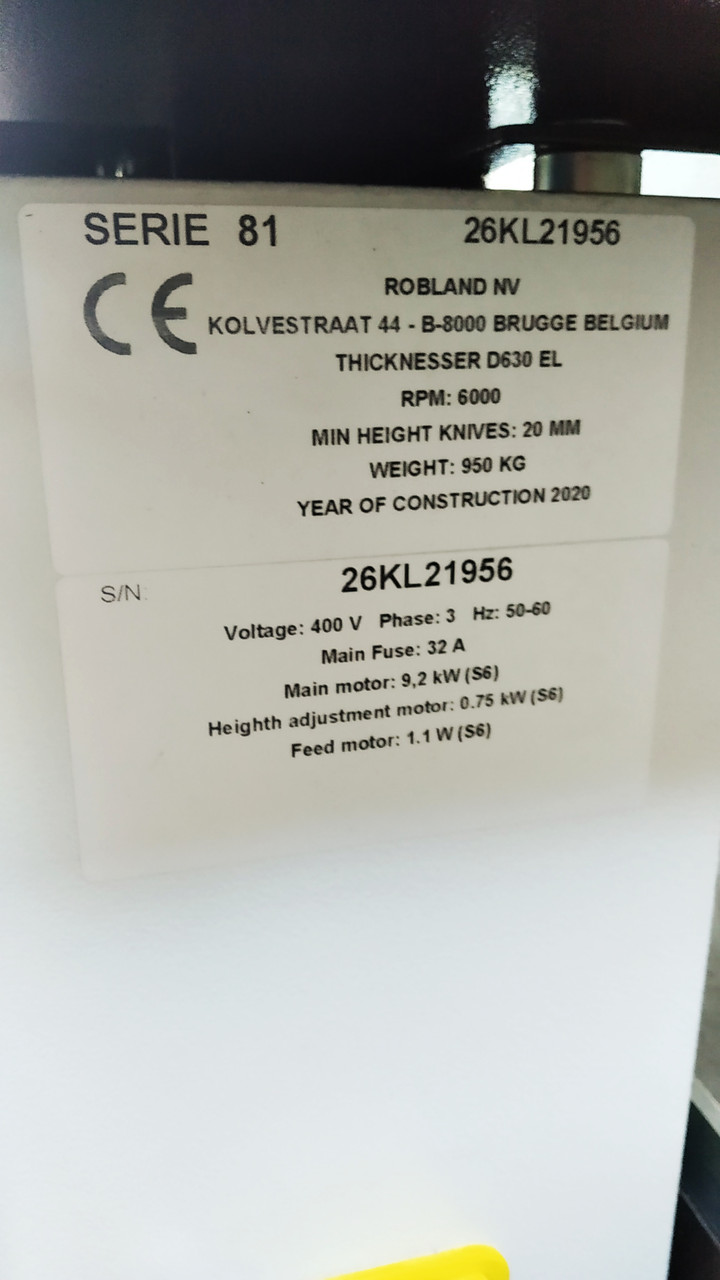 SERIE 81 26KL21956
CE
ROBLAND NV
KOLVESTRAAT 44 - B-8000 BRUGGE BELGIUM
THICKNESSER D630 EL
RPM: 6000
MIN HEIGHT KNIVES: 20 MM
WEIGHT: 950 KG
YEAR OF CONSTRUCTION 2020
S/N: 26KL21956
Voltage: 400 V Phase: 3 Hz: 50-60
Main Fuse: 32 A
Main motor: 9,2 kW (S6)
Heighth adjustment motor: 0.75 kW (S6)
Feed motor: 1.1 W (S6)